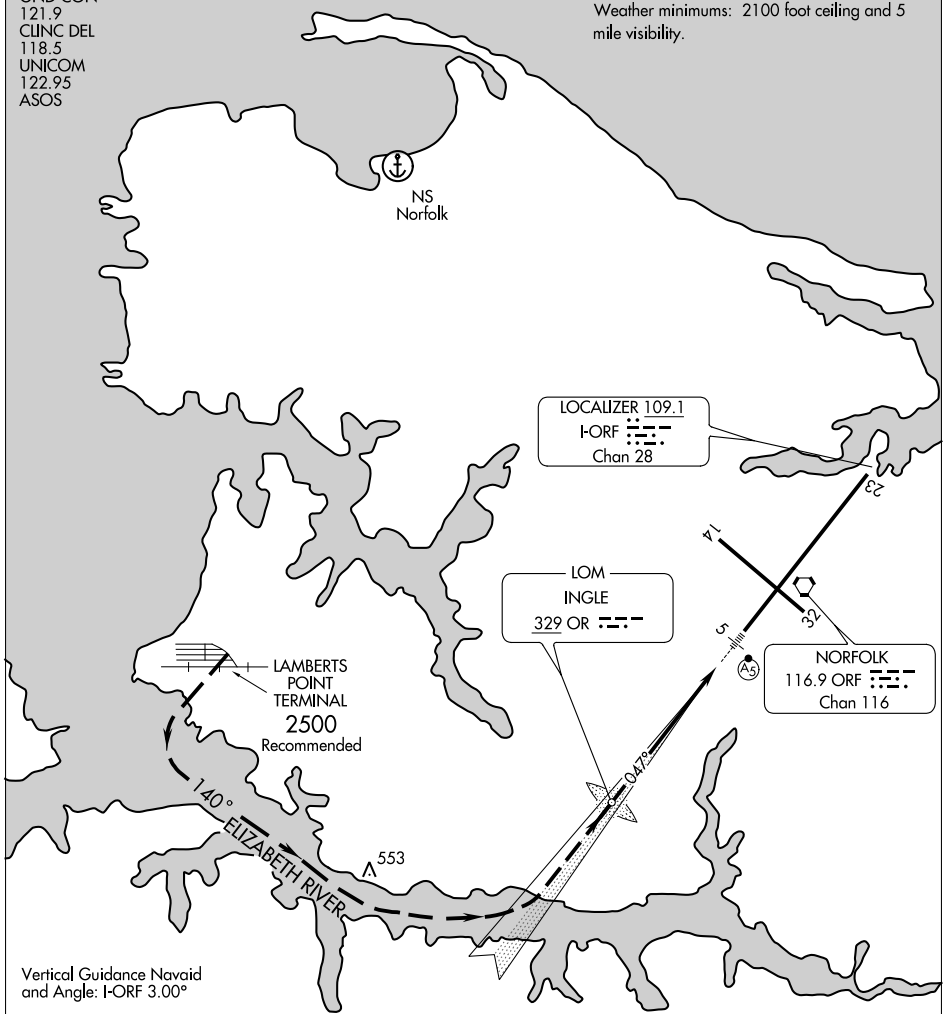 121.9
CLINC DEL
118.5
UNICOM
122.95
ASOS
Weather minimums: 2100 foot ceiling and 5
mile visibility.
NS
Norfolk
LOCALIZER 109.1
I-ORF
Chan 28
23
14
LOM
INGLE
329 OR
32
5
A5
NORFOLK
116.9 ORF
Chan 116
LAMBERTS
POINT
TERMINAL
2500
Recommended
047°
140°
ELIZABETH RIVER
553
Vertical Guidance Navaid
and Angle: I-ORF 3.00°